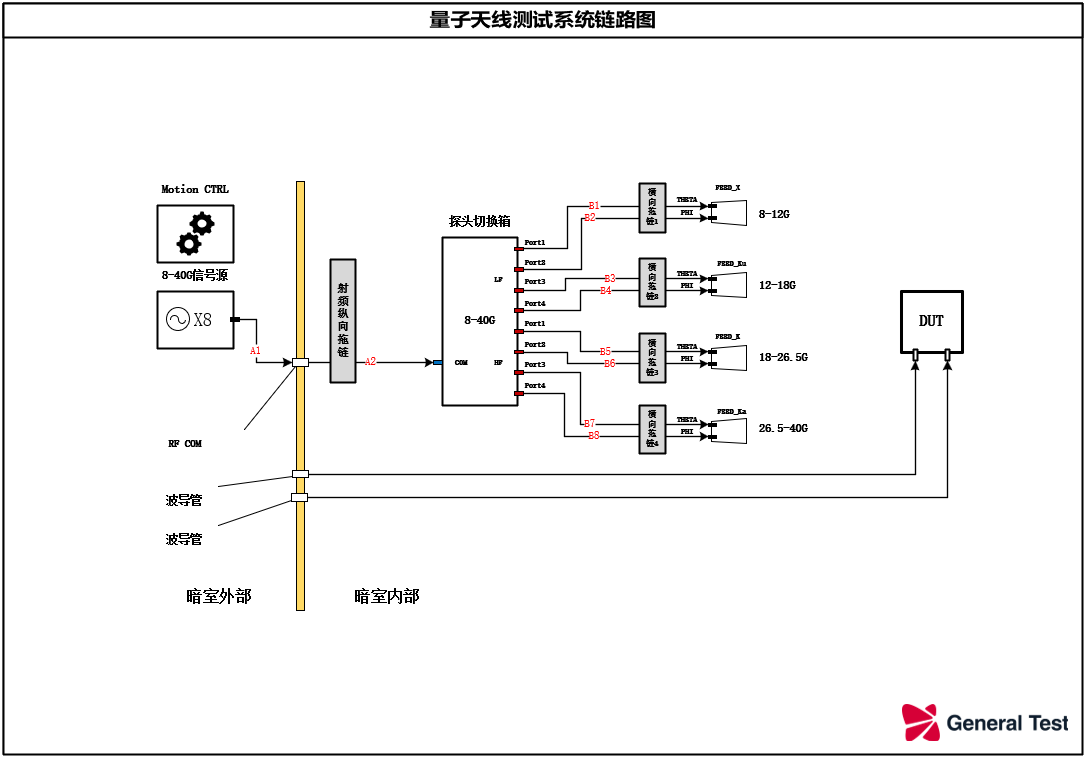 量子天线测试系统链路图
Motion CTRL
8-40G信号源
X8
A1
RF COM
波导管
波导管
暗室外部
暗室内部
射频纵向拖链
A2
探头切换箱
8-40G
COM
LF
HF
Port1
Port2
Port3
Port4
Port1
Port2
Port3
Port4
B1
B2
B3
B4
B5
B6
B7
B8
横向拖链1
THETA
PHI
FEED_X
8-12G
横向拖链2
THETA
PHI
FEED_Ku
12-18G
横向拖链3
THETA
PHI
FEED_K
18-26.5G
横向拖链4
THETA
PHI
FEED_Ka
26.5-40G
DUT
General Test